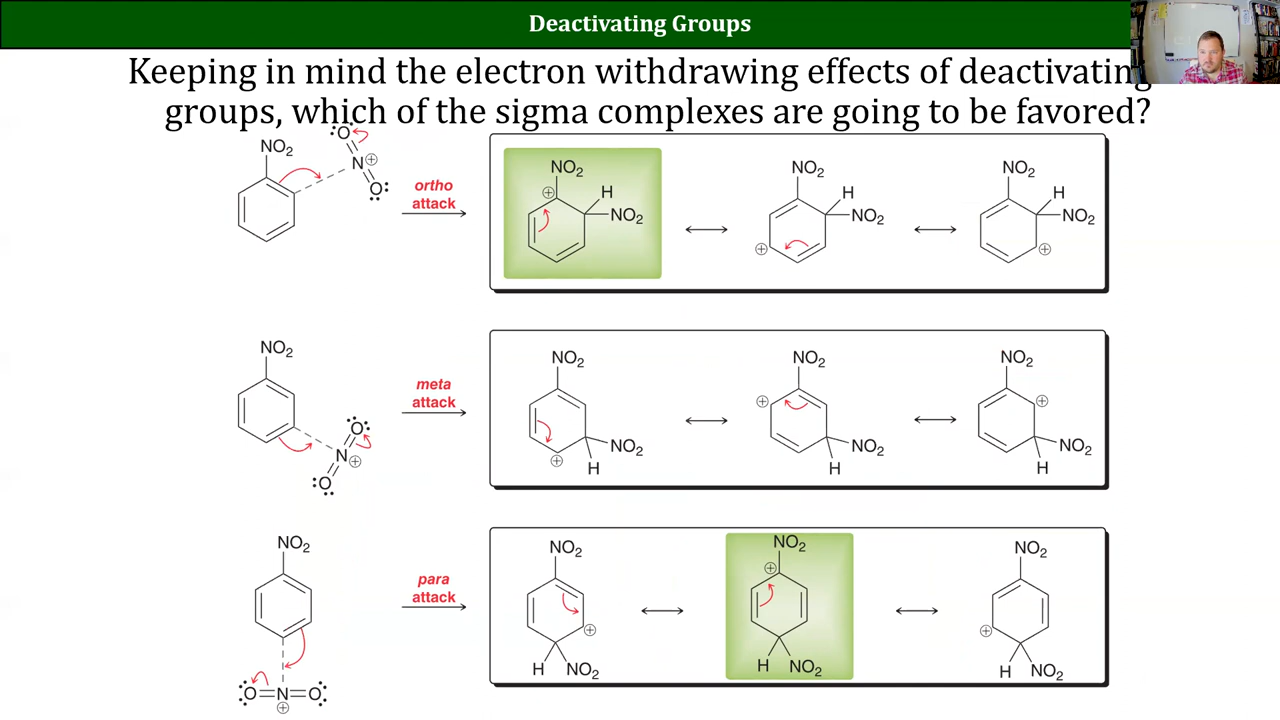 Deactivating Groups
Keeping in mind the electron withdrawing effects of deactivating
groups, which of the sigma complexes are going to be favored?
NO₂
:O
N⊕
O:
ortho
attack
NO₂
⊕
H
NO₂
NO₂
H
NO₂
⊕
NO₂
H
NO₂
⊕
NO₂
O:
N⊕
:O
meta
attack
NO₂
NO₂
⊕
H
NO₂
⊕
NO₂
H
NO₂
⊕
NO₂
H
NO₂
:O=N=O:
⊕
para
attack
NO₂
⊕
H NO₂
NO₂
⊕
H NO₂
NO₂
⊕
H NO₂